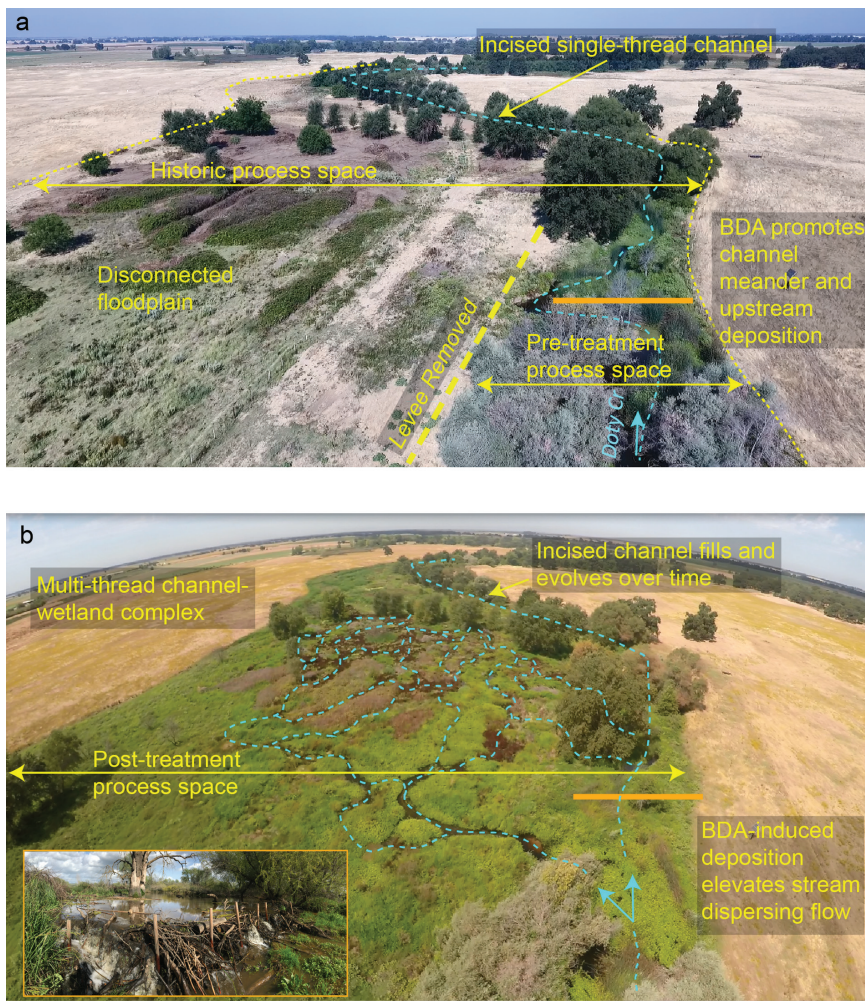 a
Incised single-thread channel
Historic process space
BDA promotes
channel
meander and
upstream
deposition
Disconnected
floodplain
Levee Removed
Pre-treatment
process space
Doty Cr
b
Incised channel fills and
evolves over time
Multi-thread channel-
wetland complex
Post-treatment
process space
BDA-induced
deposition
elevates stream
dispersing flow